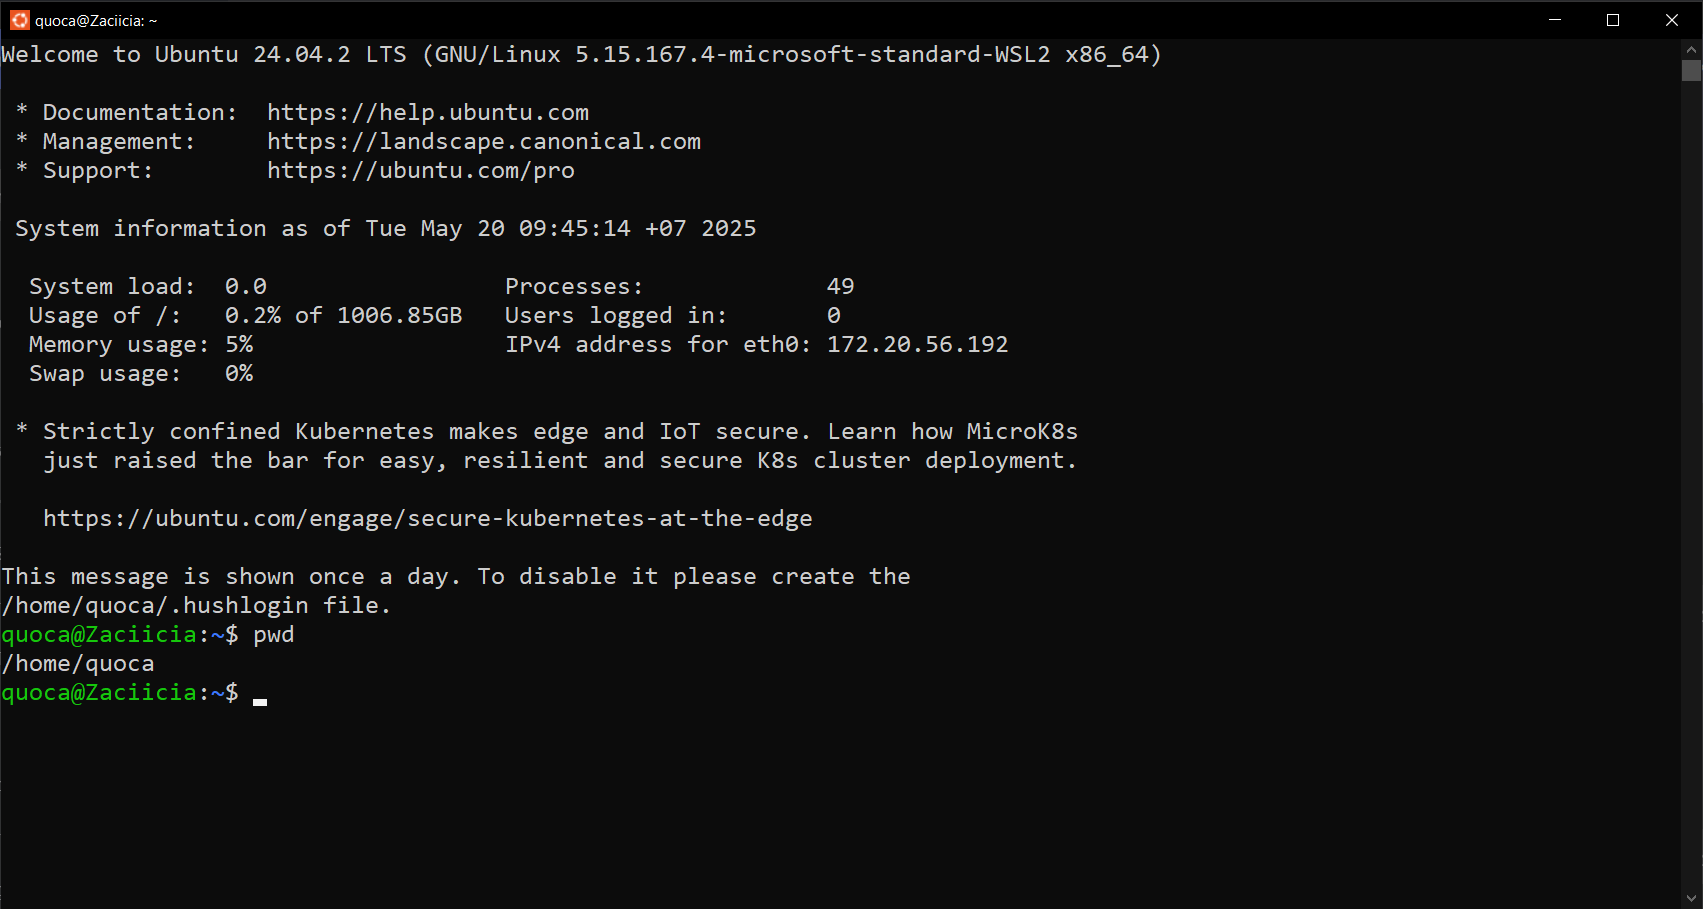 quoca@Zaciicia: ~
Welcome to Ubuntu 24.04.2 LTS (GNU/Linux 5.15.167.4-microsoft-standard-WSL2 x86_64)
* Documentation:  https://help.ubuntu.com
* Management:     https://landscape.canonical.com
* Support:        https://ubuntu.com/pro
System information as of Tue May 20 09:45:14 +07 2025
System load:  0.0                 Processes:             49
Usage of /:   0.2% of 1006.85GB   Users logged in:       0
Memory usage: 5%                  IPv4 address for eth0: 172.20.56.192
Swap usage:   0%
* Strictly confined Kubernetes makes edge and IoT secure. Learn how MicroK8s
just raised the bar for easy, resilient and secure K8s cluster deployment.
https://ubuntu.com/engage/secure-kubernetes-at-the-edge
This message is shown once a day. To disable it please create the
/home/quoca/.hushlogin file.
quoca@Zaciicia:~$ pwd
/home/quoca
quoca@Zaciicia:~$